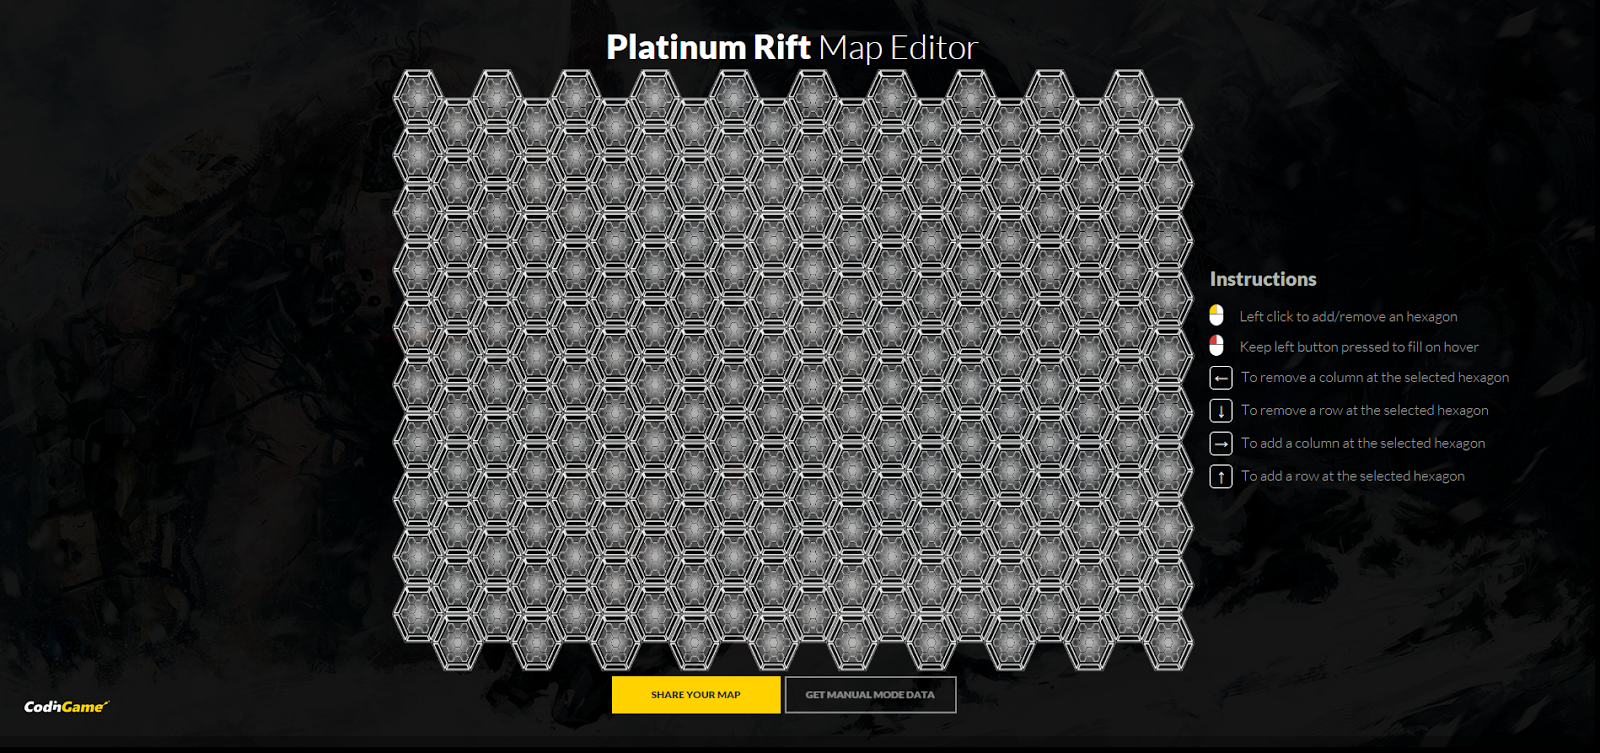 Platinum Rift Map Editor
Instructions
Left click to add/remove an hexagon
Keep left button pressed to fill on hover
← To remove a column at the selected hexagon
↓ To remove a row at the selected hexagon
→ To add a column at the selected hexagon
↑ To add a row at the selected hexagon
SHARE YOUR MAP
GET MANUAL MODE DATA
CodinGame